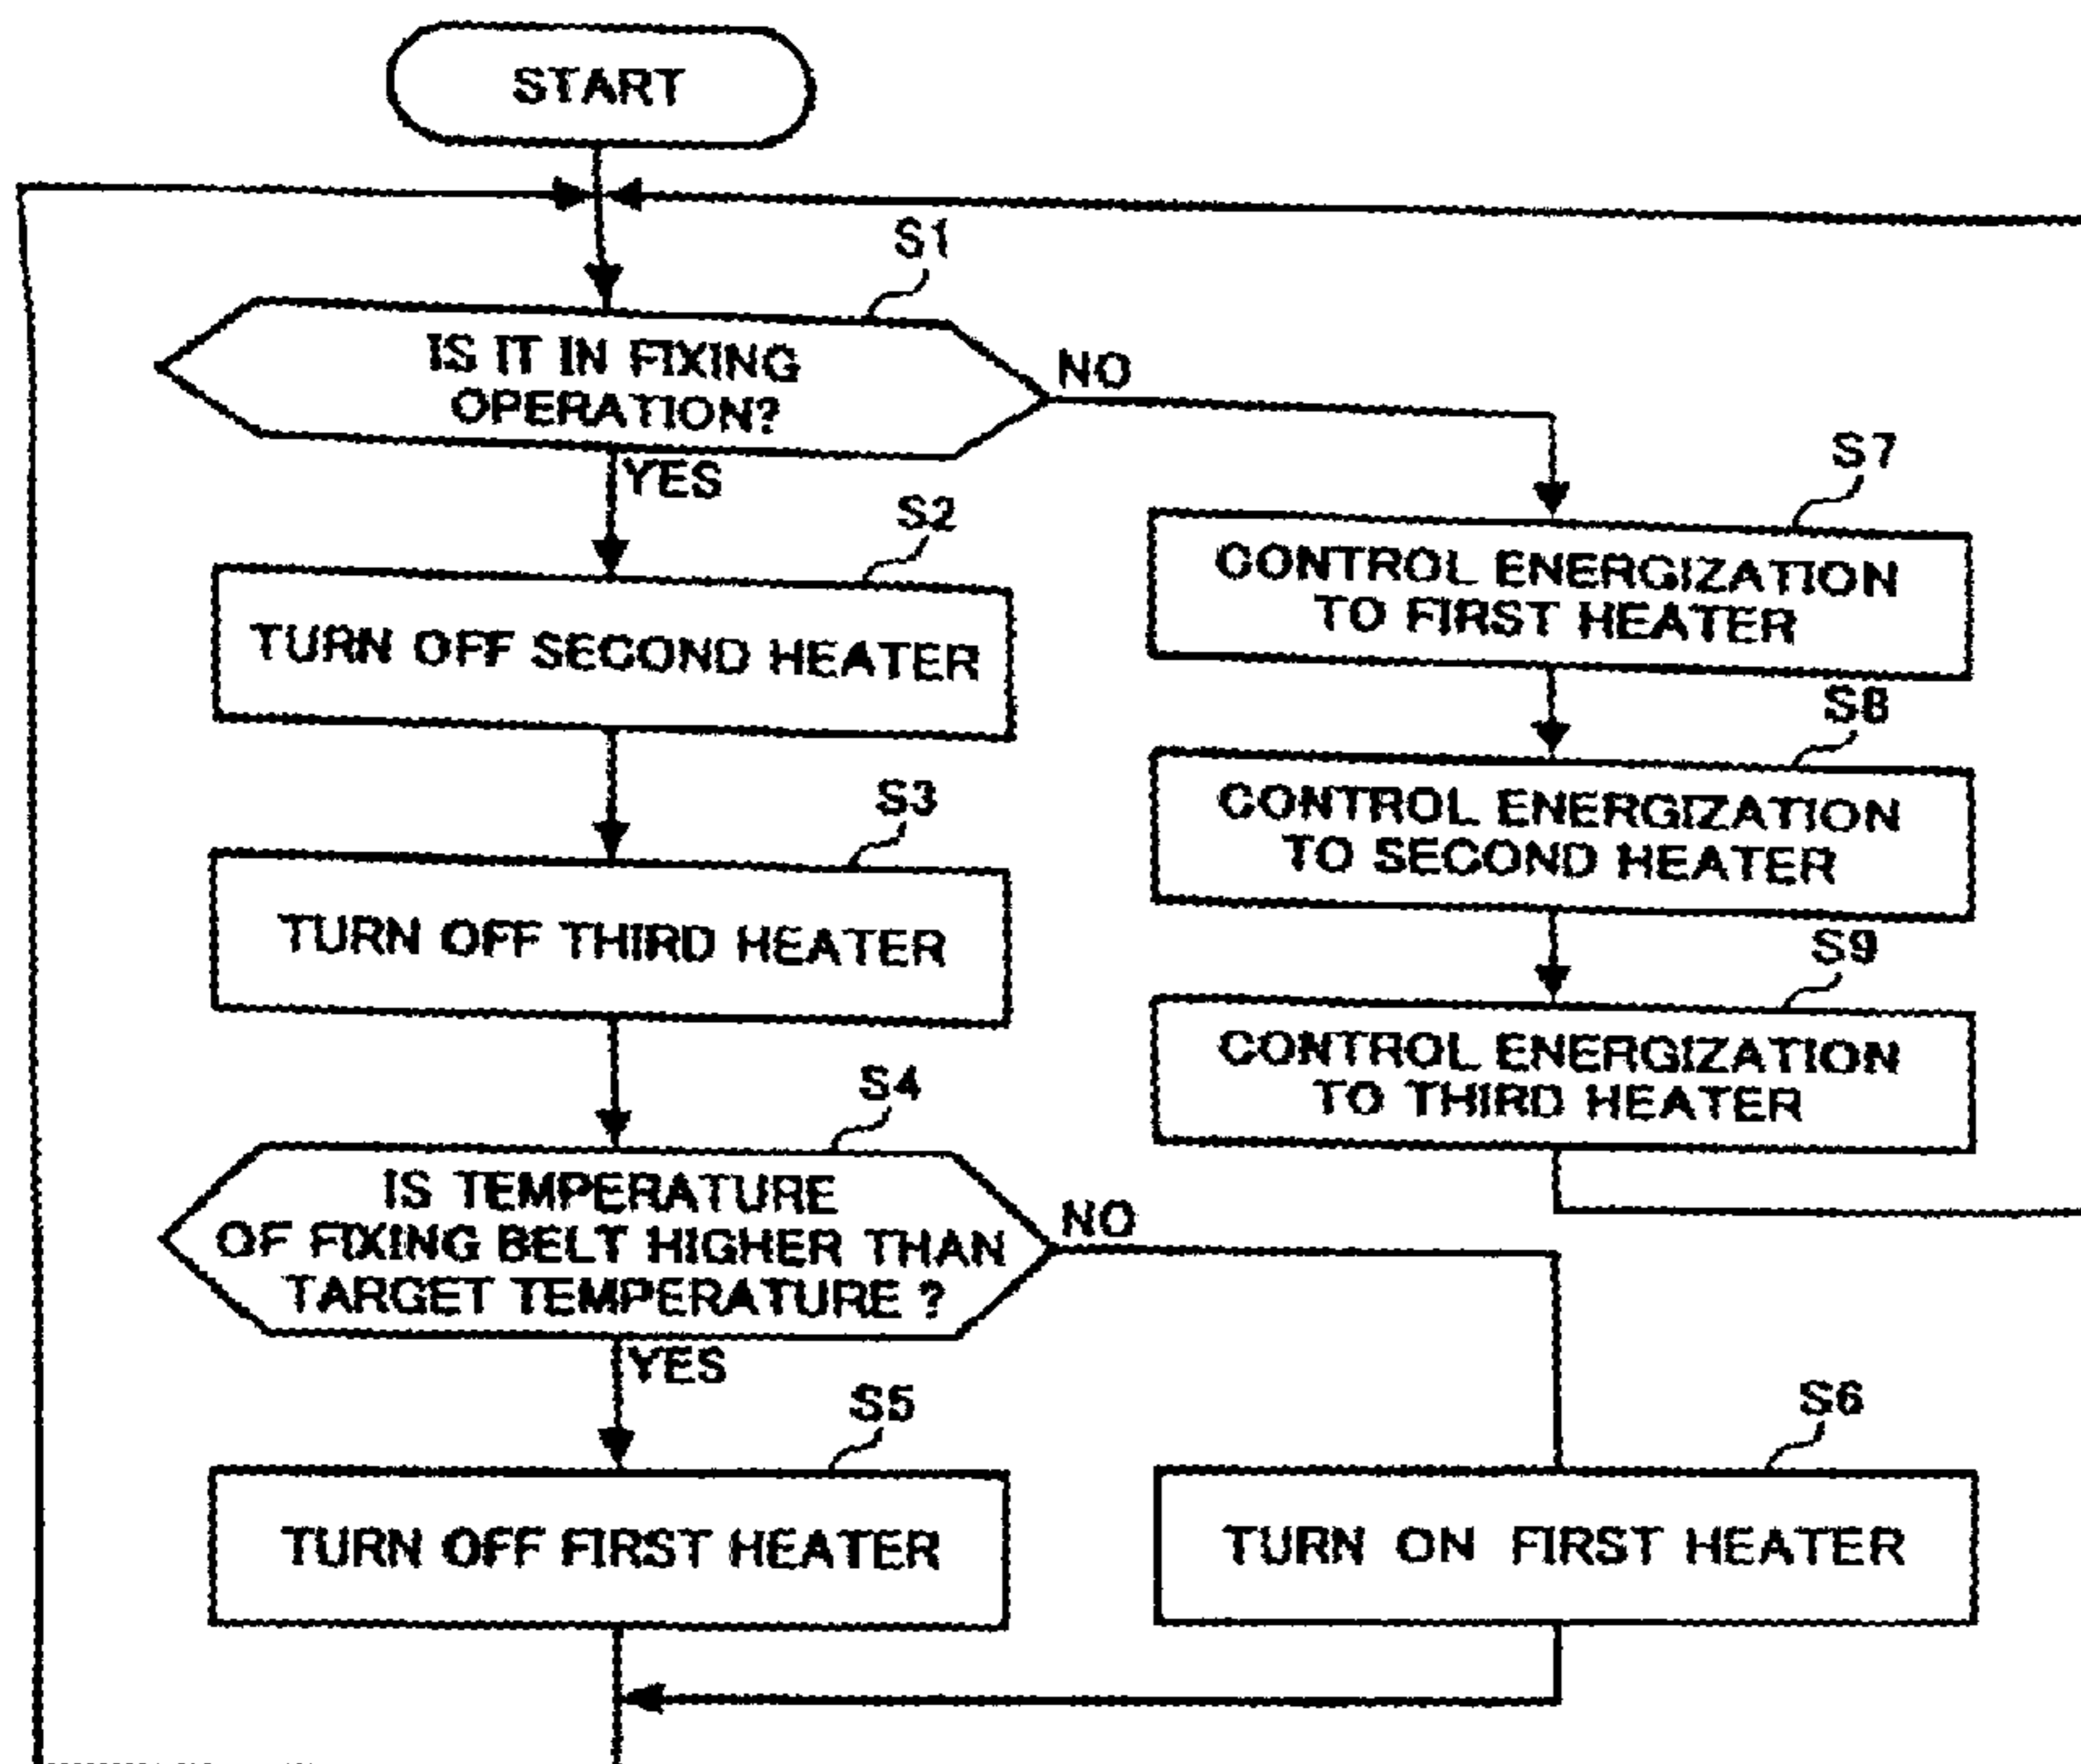 START
S1
IS IT IN FIXING
OPERATION?
NO
YES
S2
TURN OFF SECOND HEATER
S3
TURN OFF THIRD HEATER
S4
IS TEMPERATURE
OF FIXING BELT HIGHER THAN
TARGET TEMPERATURE ?
NO
YES
S5
TURN OFF FIRST HEATER
S6
TURN ON FIRST HEATER
S7
CONTROL ENERGIZATION
TO FIRST HEATER
S8
CONTROL ENERGIZATION
TO SECOND HEATER
S9
CONTROL ENERGIZATION
TO THIRD HEATER